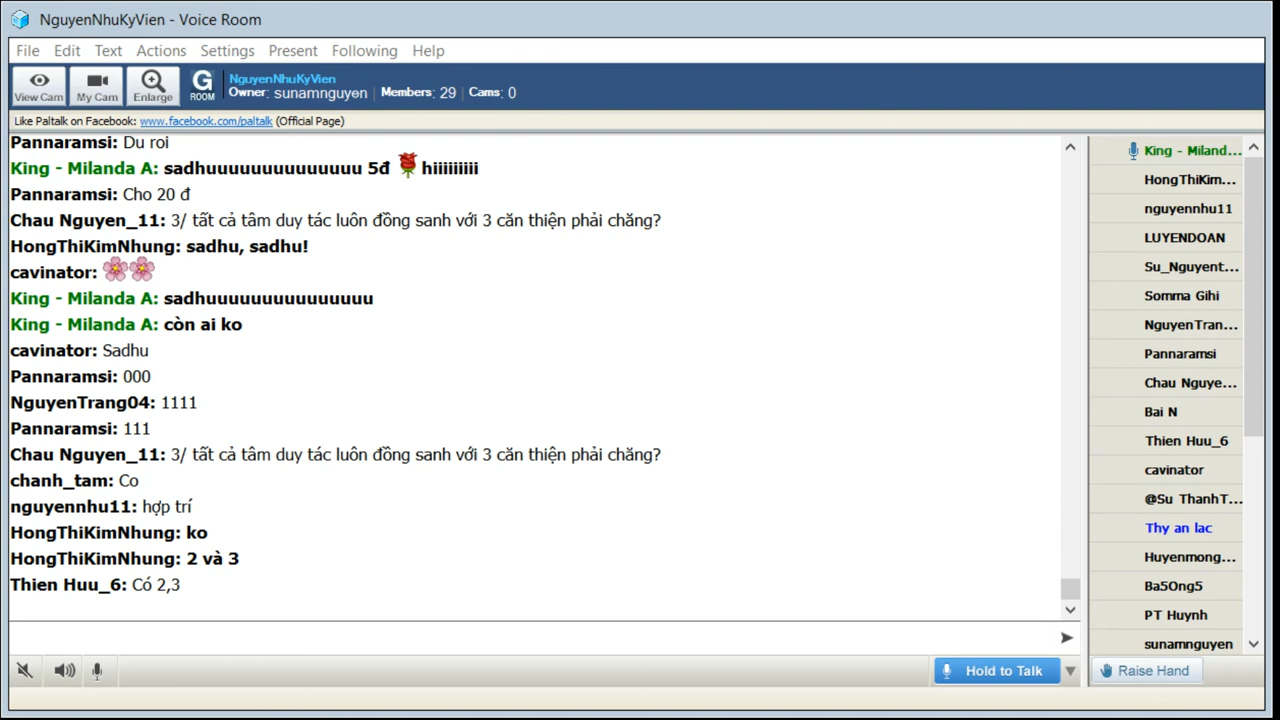 NguyenNhuKyVien - Voice Room
File Edit Text Actions Settings Present Following Help
View Cam My Cam Enlarge G ROOM NguyenNhuKyVien
Owner: sunamnguyen | Members: 29 | Cams: 0
Like Paltalk on Facebook: www.facebook.com/paltalk (Official Page)
Pannaramsi: Du roi
King - Milanda A: sadhuuuuuuuuuuuuuuu 5đ hiiiiiiiii
Pannaramsi: Cho 20 đ
Chau Nguyen_11: 3/ tất cả tâm duy tác luôn đồng sanh với 3 căn thiện phải chăng?
HongThiKimNhung: sadhu, sadhu!
cavinator:
King - Milanda A: sadhuuuuuuuuuuuuuuuu
King - Milanda A: còn ai ko
cavinator: Sadhu
Pannaramsi: 000
NguyenTrang04: 1111
Pannaramsi: 111
Chau Nguyen_11: 3/ tất cả tâm duy tác luôn đồng sanh với 3 căn thiện phải chăng?
chanh_tam: Co
nguyennhu11: hợp trí
HongThiKimNhung: ko
HongThiKimNhung: 2 và 3
Thien Huu_6: Có 2,3
King - Miland...
HongThiKim...
nguyennhu11
LUYENDOAN
Su_Nguyent...
Somma Gihi
NguyenTran...
Pannaramsi
Chau Nguye...
Bai N
Thien Huu_6
cavinator
@Su ThanhT...
Thy an lac
Huyenmong...
Ba5Ong5
PT Huynh
sunamnguyen
Hold to Talk
Raise Hand